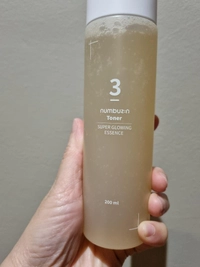 3
numbuzin
Toner
SUPER GLOWING
ESSENCE
200 ml